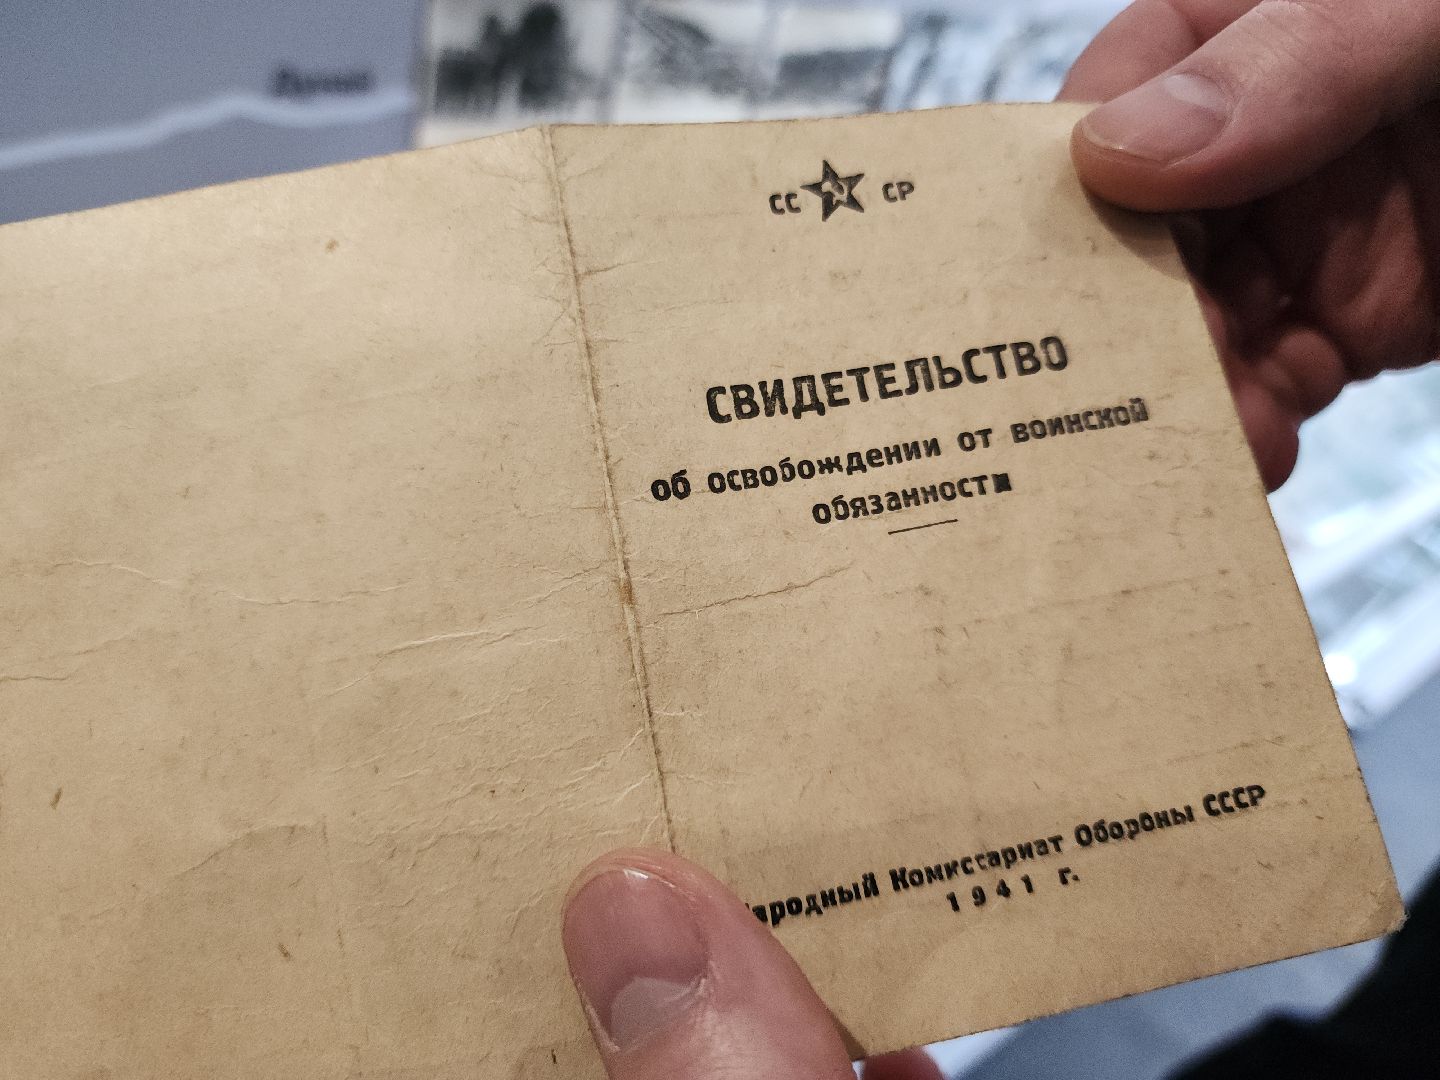 СС СР
СВИДЕТЕЛЬСТВО
об освобождении от воинской
обязанности
Комиссариат Обороны СССР
1941 г.